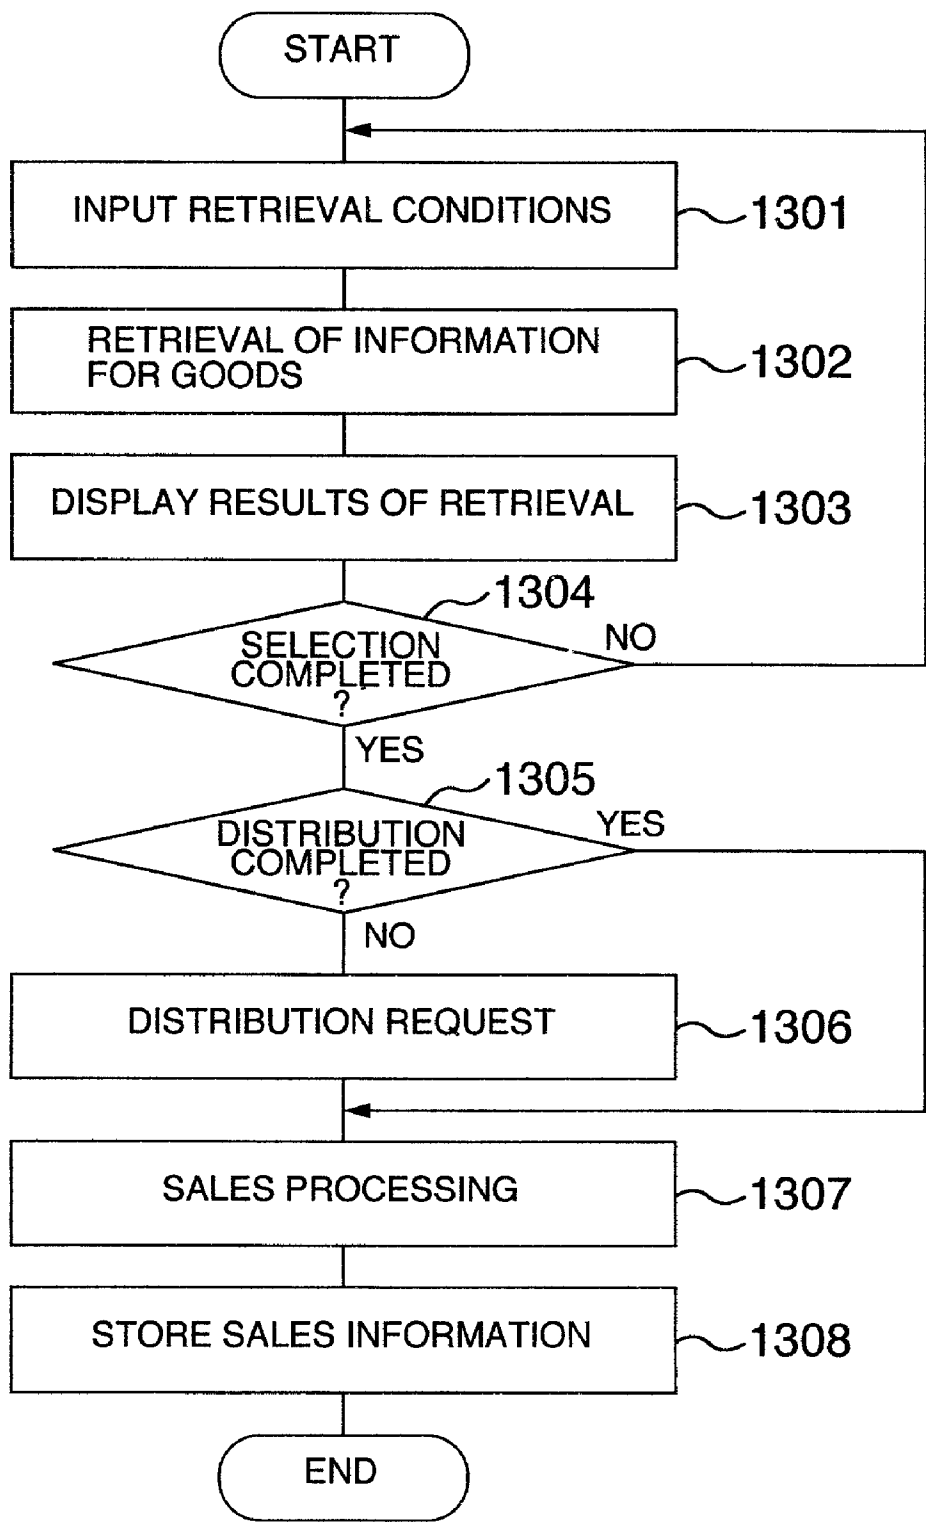 START
INPUT RETRIEVAL CONDITIONS
1301
RETRIEVAL OF INFORMATION
FOR GOODS
1302
DISPLAY RESULTS OF RETRIEVAL
1303
1304
SELECTION
COMPLETED
?
NO
YES
1305
DISTRIBUTION
COMPLETED
?
YES
NO
DISTRIBUTION REQUEST
1306
SALES PROCESSING
1307
STORE SALES INFORMATION
1308
END